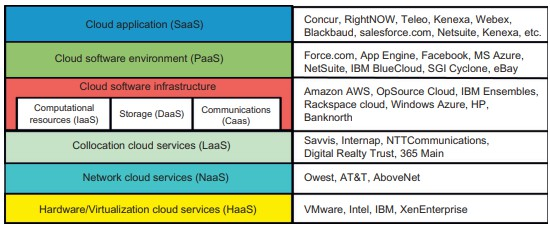 Cloud application (SaaS)
Concur, RightNOW, Teleo, Kenexa, Webex,
Blackbaud, salesforce.com, Netsuite, Kenexa, etc.
Cloud software environment (PaaS)
Force.com, App Engine, Facebook, MS Azure,
NetSuite, IBM BlueCloud, SGI Cyclone, eBay
Cloud software infrastructure
Computational
resources (IaaS)
Storage (DaaS)
Communications
(Caas)
Amazon AWS, OpSource Cloud, IBM Ensembles,
Rackspace cloud, Windows Azure, HP,
Banknorth
Collocation cloud services (LaaS)
Savvis, Internap, NTTCommunications,
Digital Realty Trust, 365 Main
Network cloud services (NaaS)
Owest, AT&T, AboveNet
Hardware/Virtualization cloud services (HaaS)
VMware, Intel, IBM, XenEnterprise